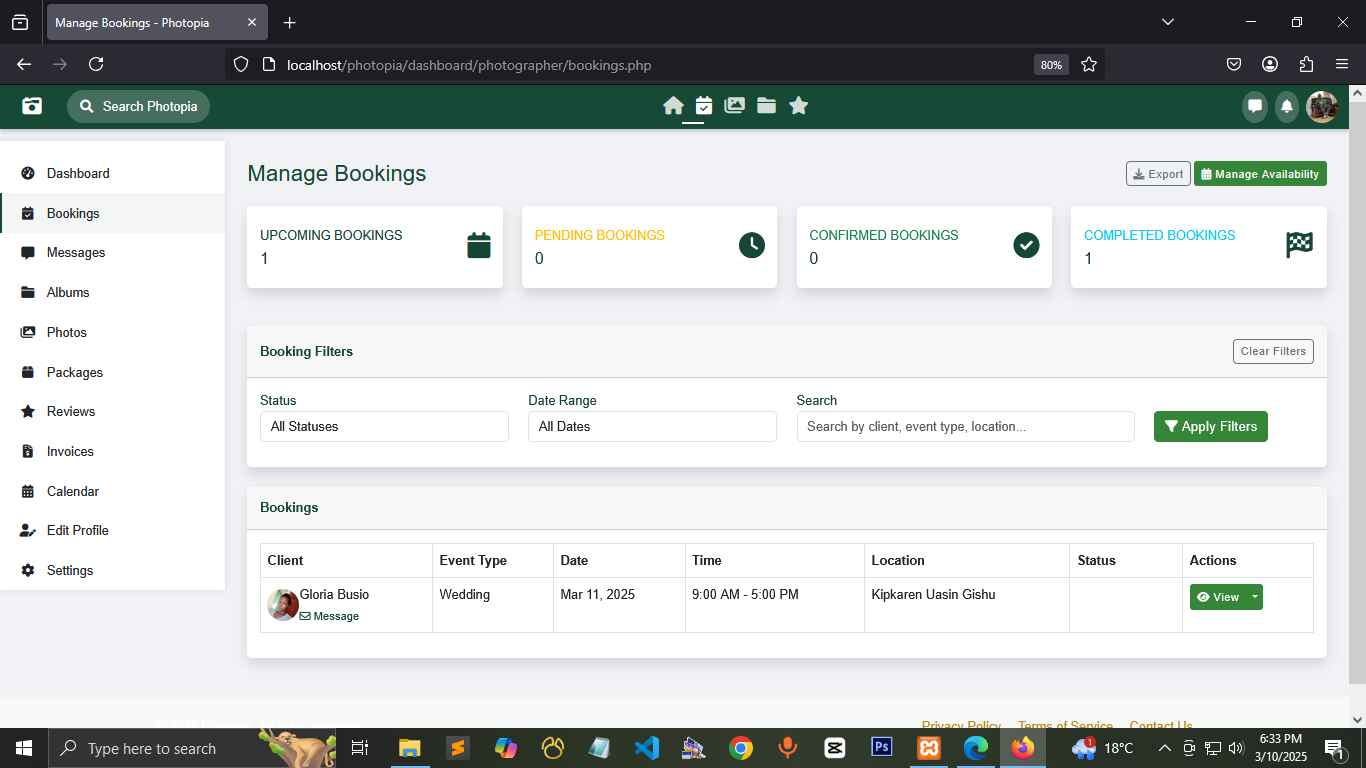 Manage Bookings - Photopia
localhost/photopia/dashboard/photographer/bookings.php
80%
Search Photopia
Dashboard
Bookings
Messages
Albums
Photos
Packages
Reviews
Invoices
Calendar
Edit Profile
Settings
Manage Bookings
Export
Manage Availability
UPCOMING BOOKINGS
1
PENDING BOOKINGS
0
CONFIRMED BOOKINGS
0
COMPLETED BOOKINGS
1
Booking Filters
Clear Filters
Status
All Statuses
Date Range
All Dates
Search
Search by client, event type, location...
Apply Filters
Bookings
Client Event Type Date Time Location Status Actions
Gloria Busio Wedding Mar 11, 2025 9:00 AM - 5:00 PM Kipkaren Uasin Gishu View
Message
Privacy Policy Terms of Service Contact Us
Type here to search
Ps
1
18°C
6:33 PM
3/10/2025
1